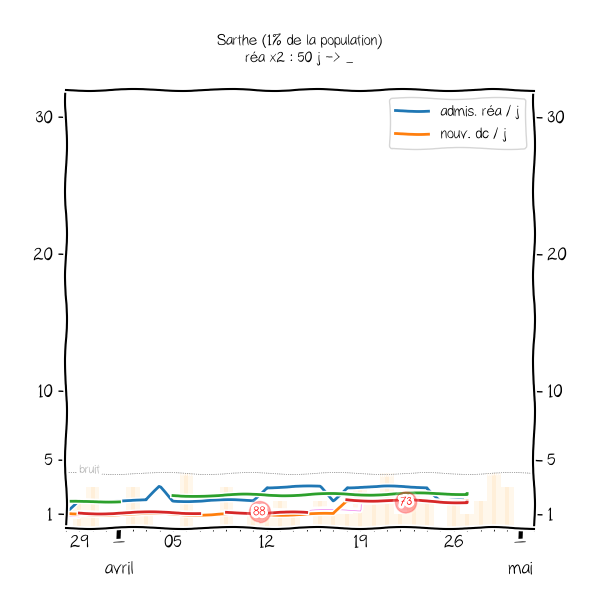 Sarthe (1% de la population)
réa x2 : 50 j -> _
admis. réa / j
nouv. dc / j
30
30
20
20
10
10
5
5
bruit
88
73
1
1
29
05
12
19
26
avril
mai